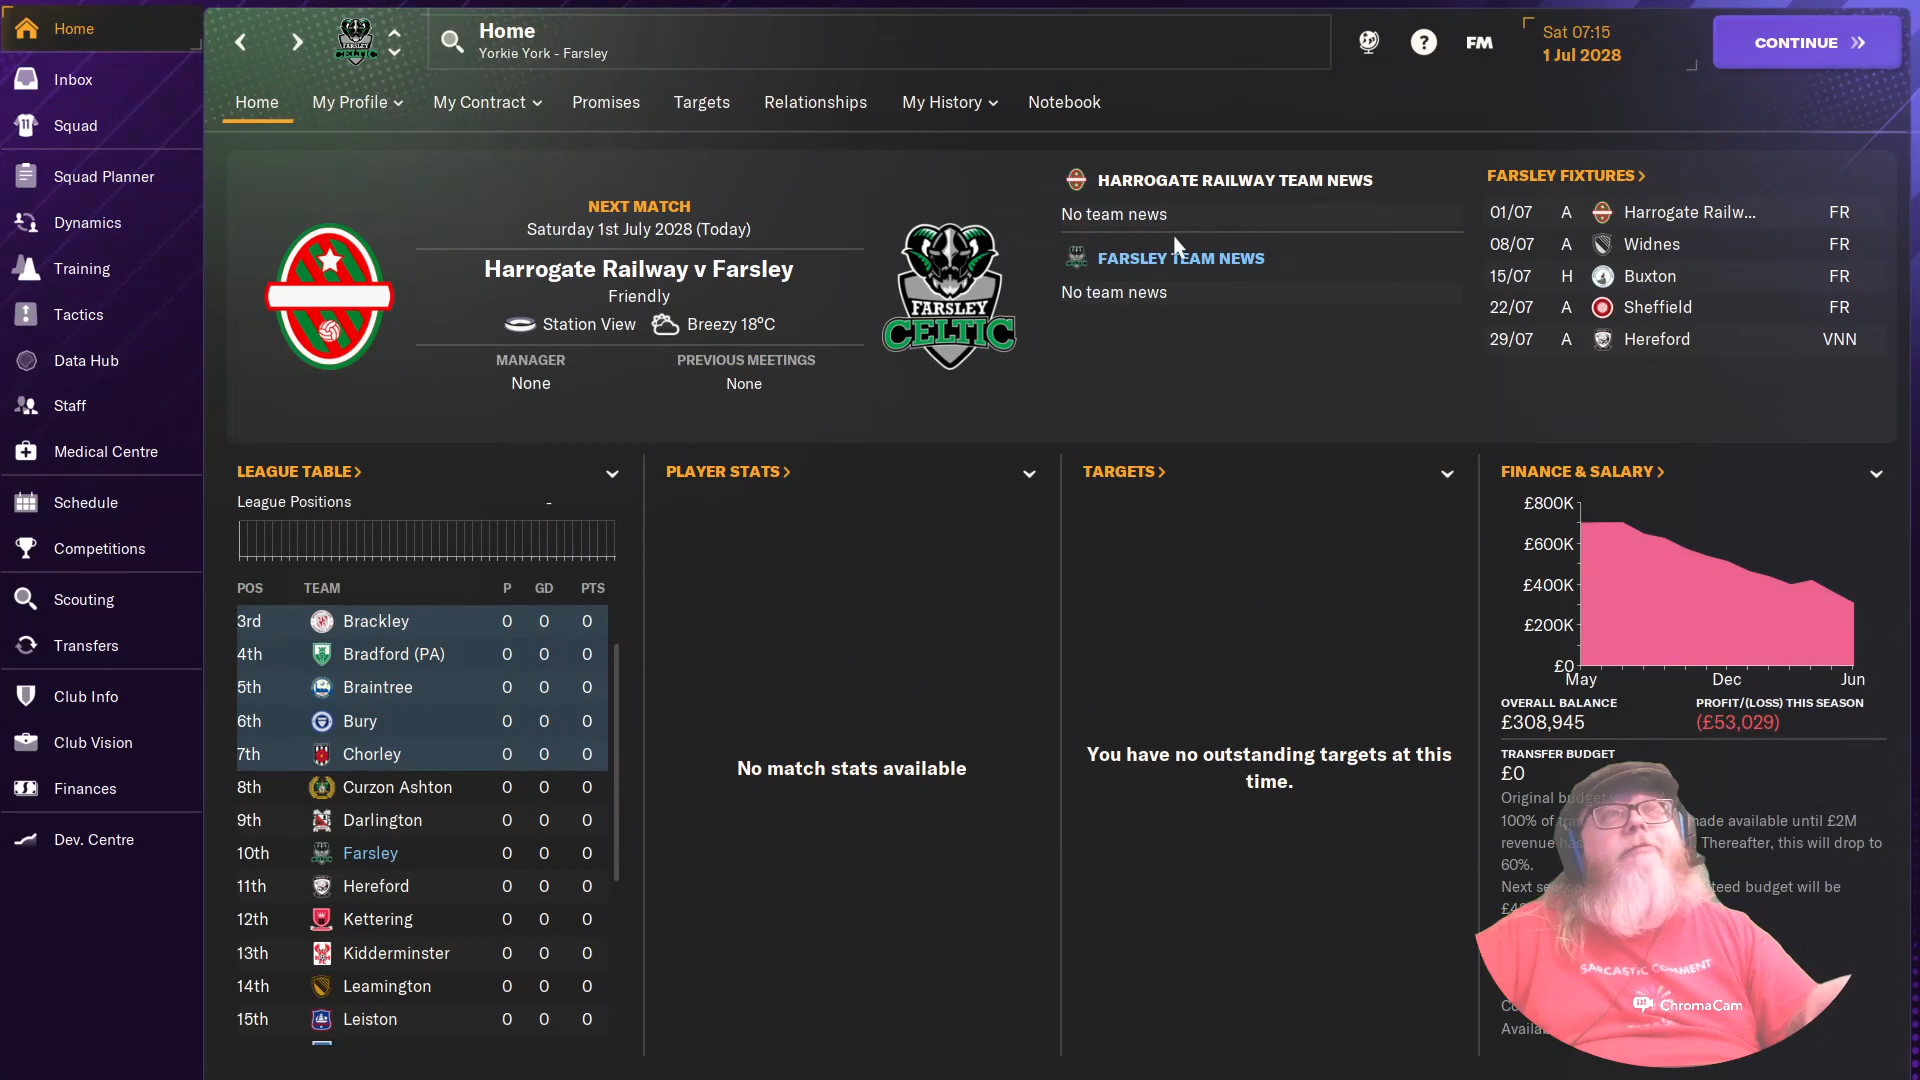 Home
Home
Yorkie York - Farsley
FM
Sat 07:15
1 Jul 2028
CONTINUE
Inbox
Squad
Squad Planner
Dynamics
Training
Tactics
Data Hub
Staff
Medical Centre
Schedule
Competitions
Scouting
Transfers
Club Info
Club Vision
Finances
Dev. Centre
Home My Profile My Contract Promises Targets Relationships My History Notebook
NEXT MATCH
Saturday 1st July 2028 (Today)
Harrogate Railway v Farsley
Friendly
Station View Breezy 18ºC
MANAGER PREVIOUS MEETINGS
None None
FARSLEY
CELTIC
HARROGATE RAILWAY TEAM NEWS
No team news
FARSLEY TEAM NEWS
No team news
FARSLEY FIXTURES
01/07 A Harrogate Railw... FR
08/07 A Widnes FR
15/07 H Buxton FR
22/07 A Sheffield FR
29/07 A Hereford VNN
LEAGUE TABLE
League Positions -
POS TEAM P GD PTS
3rd Brackley 0 0 0
4th Bradford (PA) 0 0 0
5th Braintree 0 0 0
6th Bury 0 0 0
7th Chorley 0 0 0
8th Curzon Ashton 0 0 0
9th Darlington 0 0 0
10th Farsley 0 0 0
11th Hereford 0 0 0
12th Kettering 0 0 0
13th Kidderminster 0 0 0
14th Leamington 0 0 0
15th Leiston 0 0 0
PLAYER STATS
No match stats available
TARGETS
You have no outstanding targets at this
time.
FINANCE & SALARY
£800K
£600K
£400K
£200K
£0
May Dec Jun
OVERALL BALANCE PROFIT/(LOSS) THIS SEASON
£308,945 (£53,029)
TRANSFER BUDGET
£0
Original
100% of made available until £2M
revenue Thereafter, this will drop to
60%.
Next budget will be
SARCASTIC COMMENT
ChromaCam